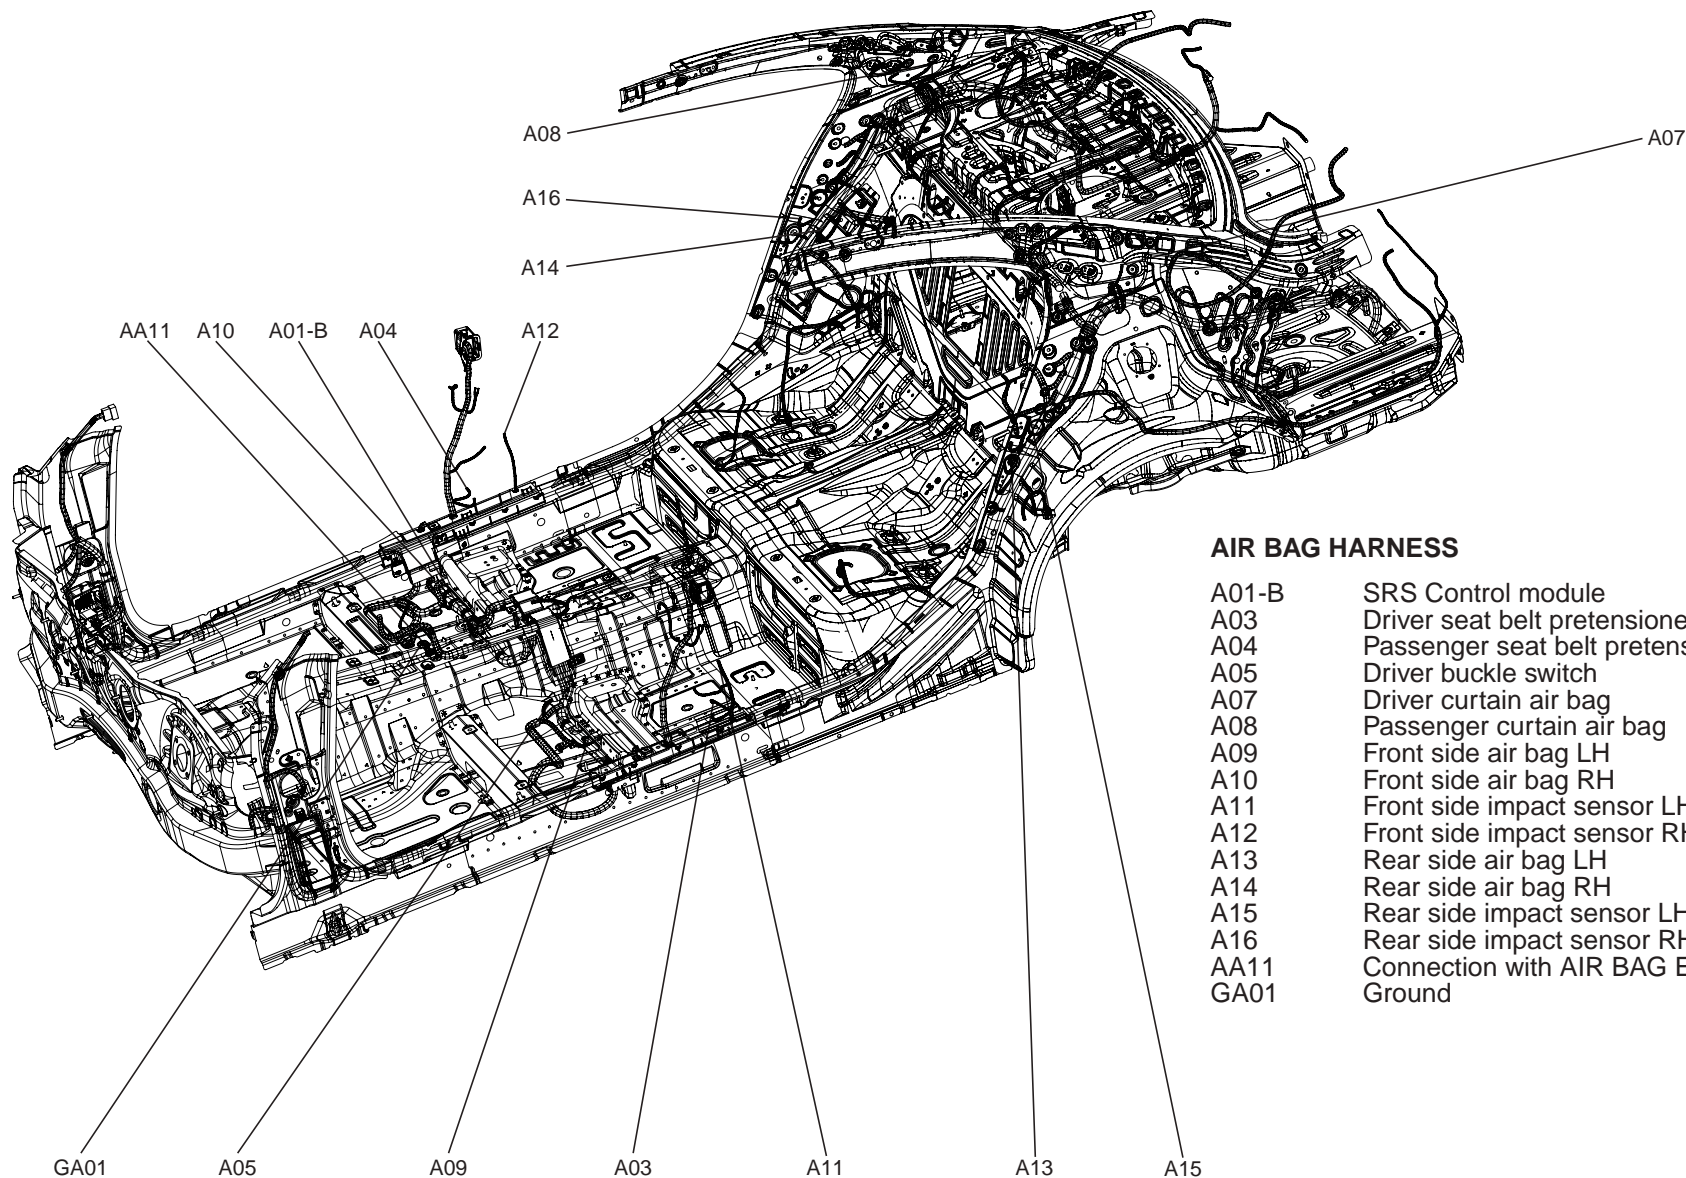 A08
A07
A16
A14
AA11 A10 A01-B A04 A12
AIR BAG HARNESS
A01-B SRS Control module
A03 Driver seat belt pretensione
A04 Passenger seat belt pretens
A05 Driver buckle switch
A07 Driver curtain air bag
A08 Passenger curtain air bag
A09 Front side air bag LH
A10 Front side air bag RH
A11 Front side impact sensor LH
A12 Front side impact sensor RH
A13 Rear side air bag LH
A14 Rear side air bag RH
A15 Rear side impact sensor LH
A16 Rear side impact sensor RH
AA11 Connection with AIR BAG E
GA01 Ground
GA01 A05 A09 A03 A11 A13 A15